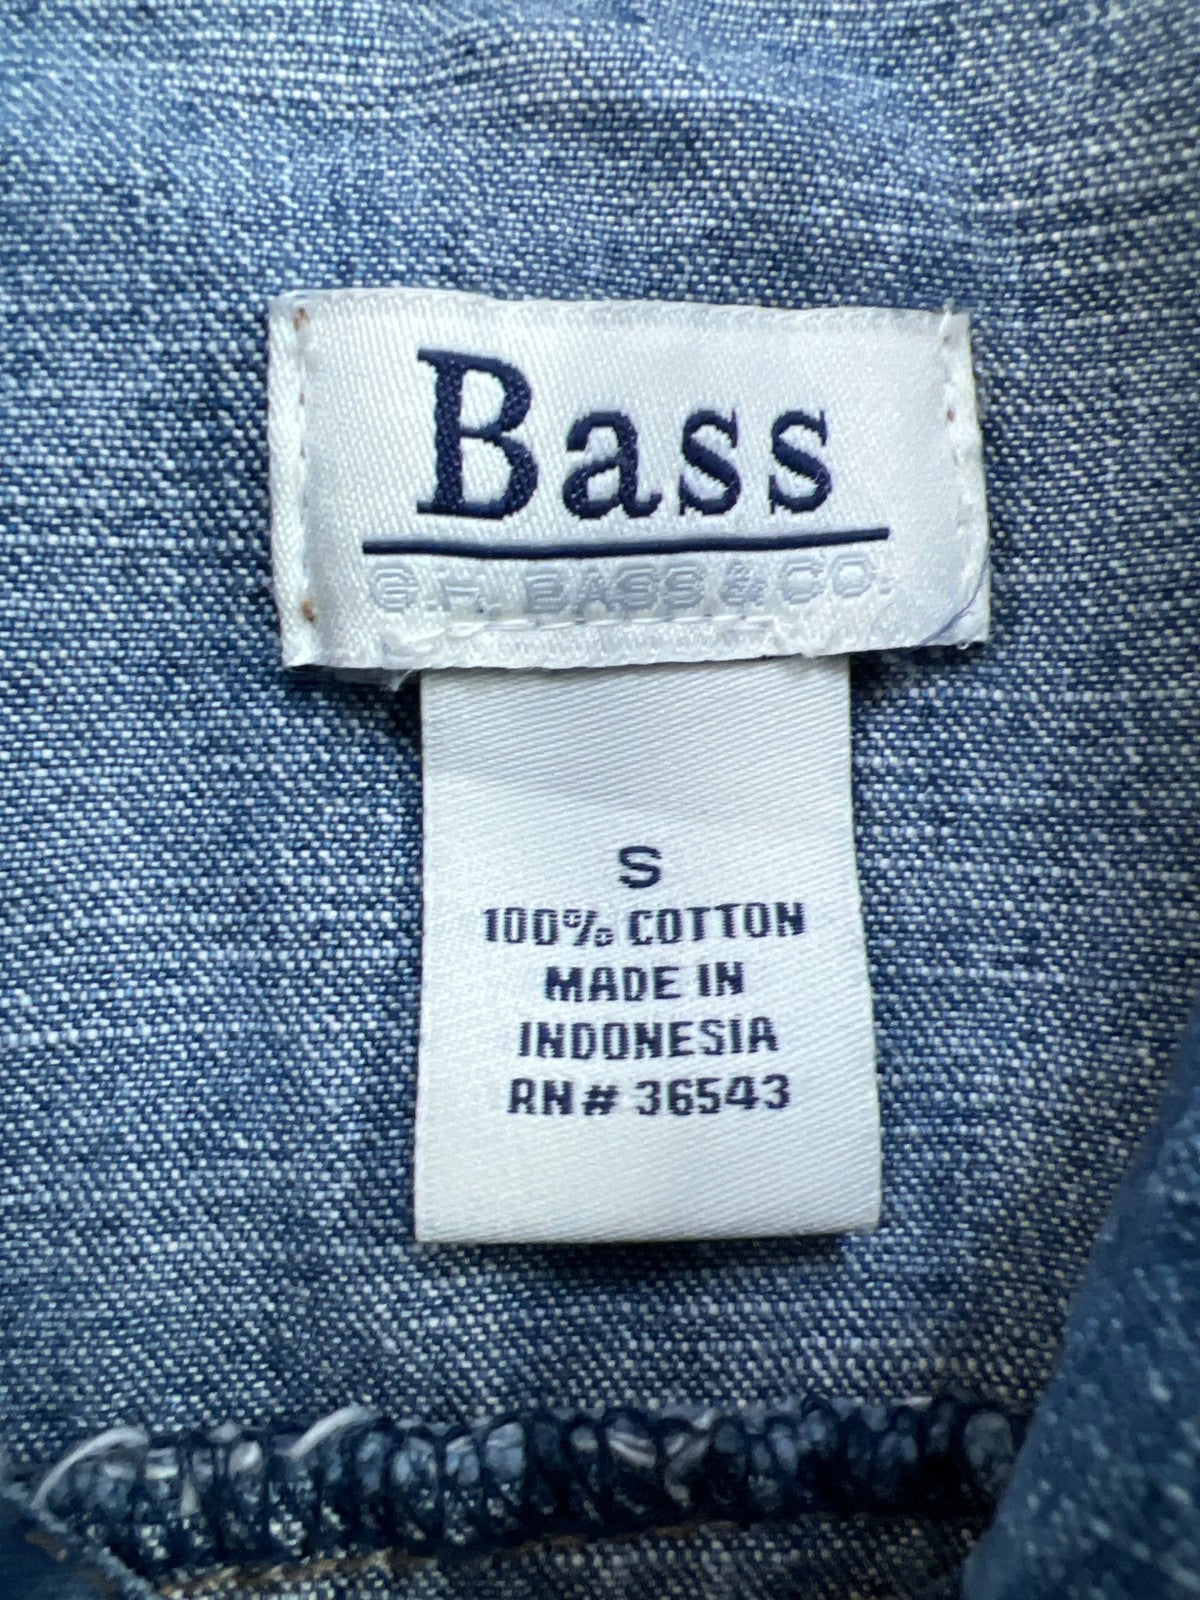 Bass
G.H. BASS & CO.
S
100% COTTON
MADE IN
INDONESIA
RN# 36543